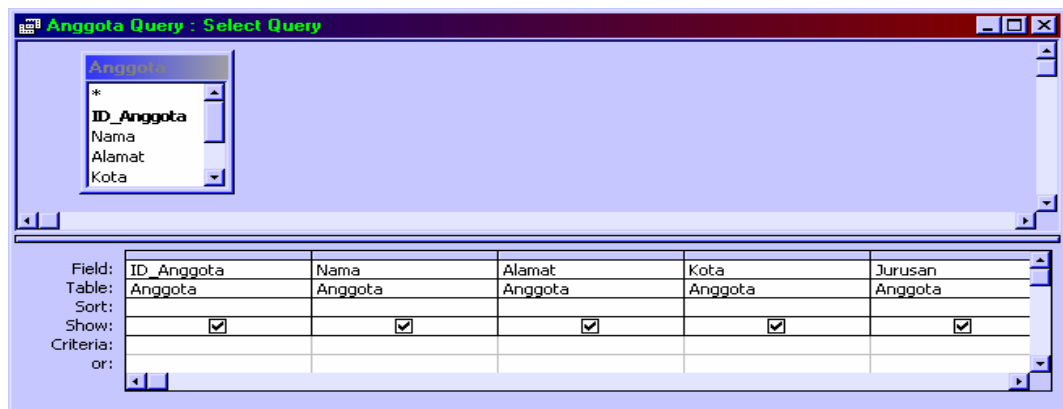 Anggota Query : Select Query
Anggota
*
ID_Anggota
Nama
Alamat
Kota
Field: ID_Anggota Nama Alamat Kota Jurusan
Table: Anggota Anggota Anggota Anggota Anggota
Sort:
Show:
Criteria:
or: